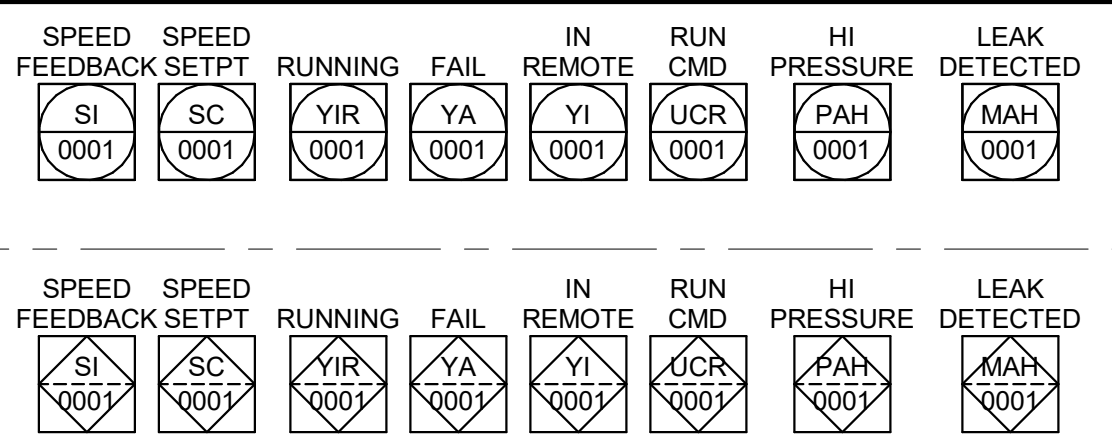 SPEED FEEDBACK
SPEED SETPT
RUNNING
FAIL
IN REMOTE
RUN CMD
HI PRESSURE
LEAK DETECTED
SI SC YIR YA YI UCR PAH MAH
0001 0001 0001 0001 0001 0001 0001 0001
SPEED FEEDBACK
SPEED SETPT
RUNNING
FAIL
IN REMOTE
RUN CMD
HI PRESSURE
LEAK DETECTED
SI SC YIR YA YI UCR PAH MAH
0001 0001 0001 0001 0001 0001 0001 0001